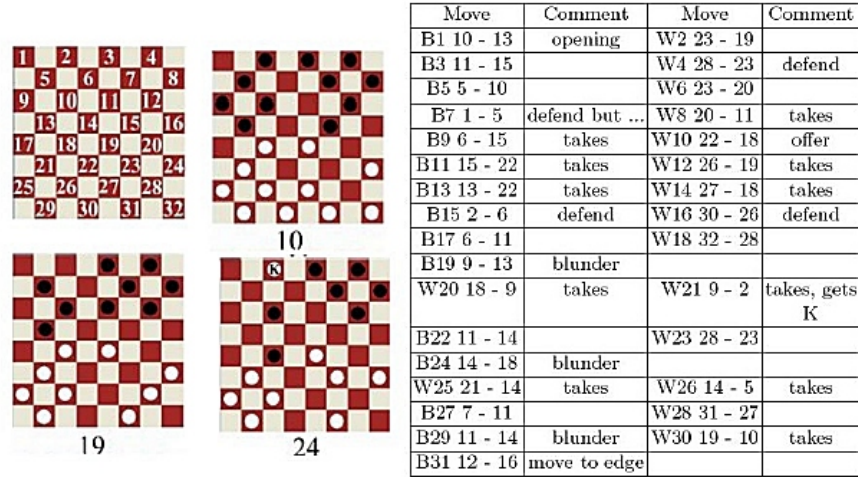 1 2 3 4
5 6 7 8
9 10 11 12
13 14 15 16
17 18 19 20
21 22 23 24
25 26 27 28
29 30 31 32
10
19
K
24
Move Comment Move Comment
B1 10 - 13 opening W2 23 - 19
B3 11 - 15 W4 28 - 23 defend
B5 5 - 10 W6 23 - 20
B7 1 - 5 defend but ... W8 20 - 11 takes
B9 6 - 15 takes W10 22 - 18 offer
B11 15 - 22 takes W12 26 - 19 takes
B13 13 - 22 takes W14 27 - 18 takes
B15 2 - 6 defend W16 30 - 26 defend
B17 6 - 11 W18 32 - 28
B19 9 - 13 blunder
W20 18 - 9 takes W21 9 - 2 takes, gets
K
B22 11 - 14 W23 28 - 23
B24 14 - 18 blunder
W25 21 - 14 takes W26 14 - 5 takes
B27 7 - 11 W28 31 - 27
B29 11 - 14 blunder W30 19 - 10 takes
B31 12 - 16 move to edge